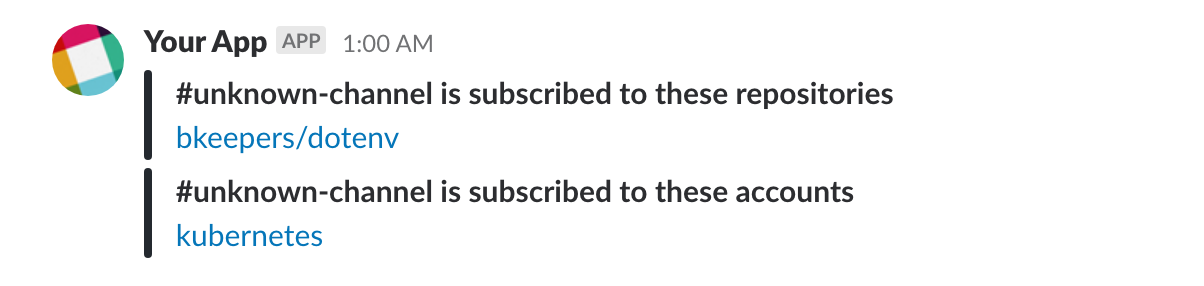 Your App APP 1:00 AM
#unknown-channel is subscribed to these repositories
bkeepers/dotenv
#unknown-channel is subscribed to these accounts
kubernetes